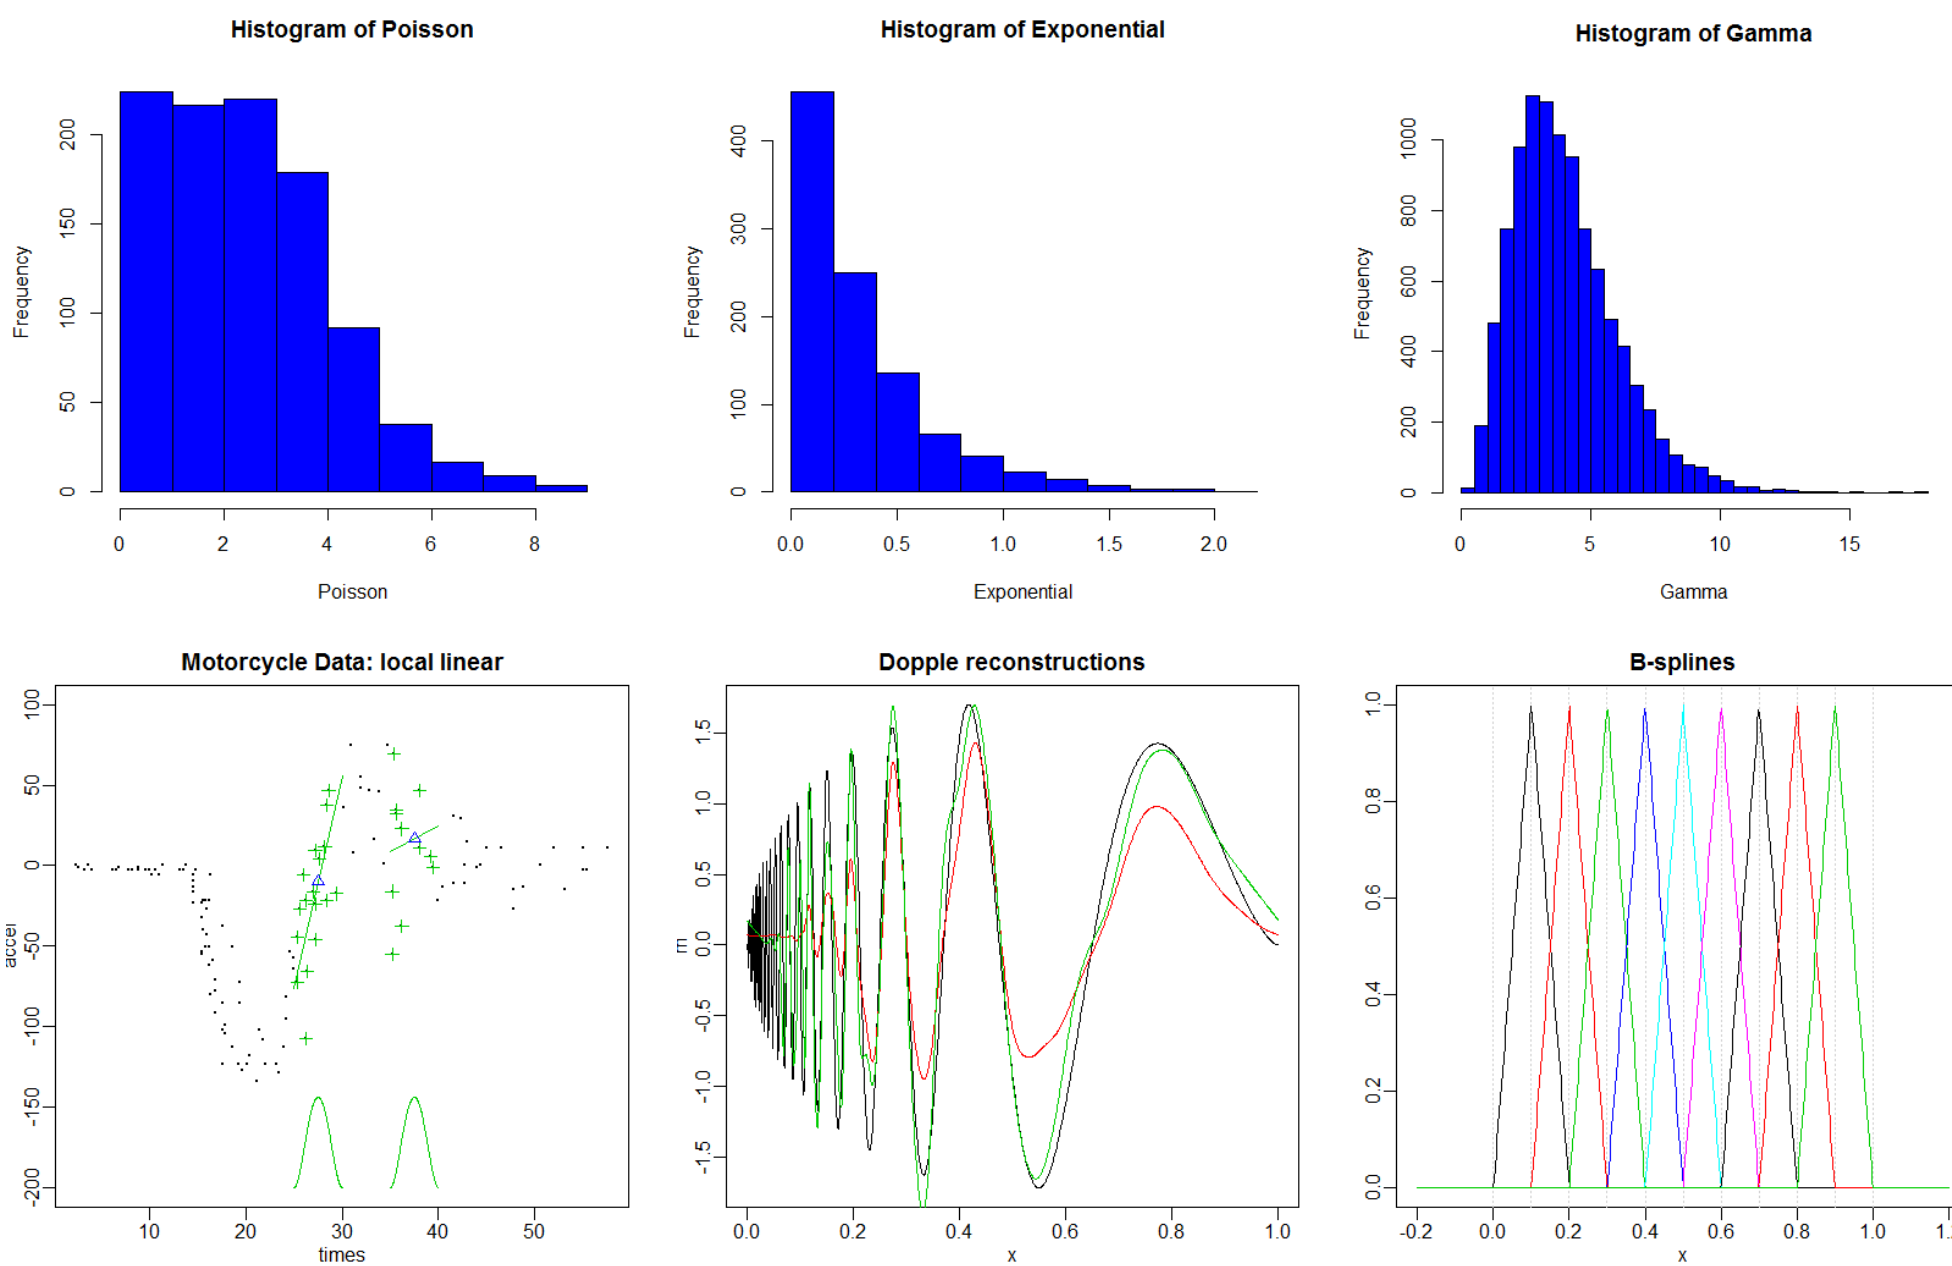 Histogram of Poisson
Frequency
0 50 100 150 200
0 2 4 6 8
Poisson
Histogram of Exponential
Frequency
0 100 200 300 400
0.0 0.5 1.0 1.5 2.0
Exponential
Histogram of Gamma
Frequency
0 200 400 600 800 1000
0 5 10 15
Gamma
Motorcycle Data: local linear
accel
-200 -150 -100 -50 0 50 100
10 20 30 40 50
times
Dopple reconstructions
m
-1.5 -1.0 -0.5 0.0 0.5 1.0 1.5
0.0 0.2 0.4 0.6 0.8 1.0
x
B-splines
0.0 0.2 0.4 0.6 0.8 1.0
-0.2 0.0 0.2 0.4 0.6 0.8 1.0
x